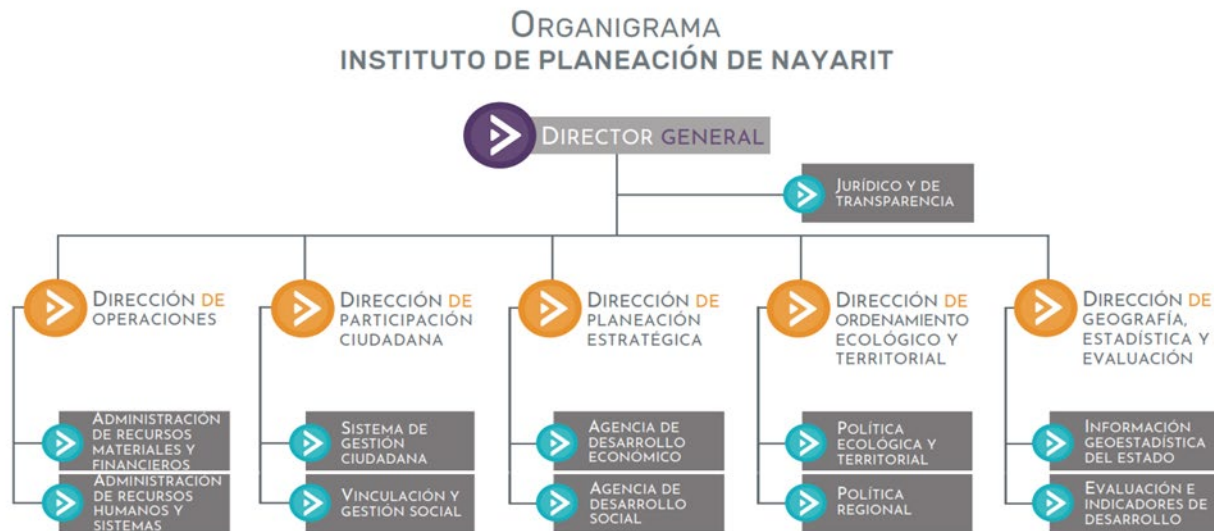 Organigrama
INSTITUTO DE PLANEACIÓN DE NAYARIT
Director general
Jurídico y de
transparencia
Dirección de
operaciones
Dirección de
participación
ciudadana
Dirección de
planeación
estratégica
Dirección de
ordenamiento
ecológico y
territorial
Dirección de
geografía,
estadística y
evaluación
Administración
de recursos
materiales y
financieros
Administración
de recursos
humanos y
sistemas
Sistema de
gestión
ciudadana
Vinculación y
gestión social
Agencia de
desarrollo
económico
Agencia de
desarrollo
social
Política
ecológica y
territorial
Política
regional
Información
geoestadística
del estado
Evaluación e
indicadores de
desarrollo